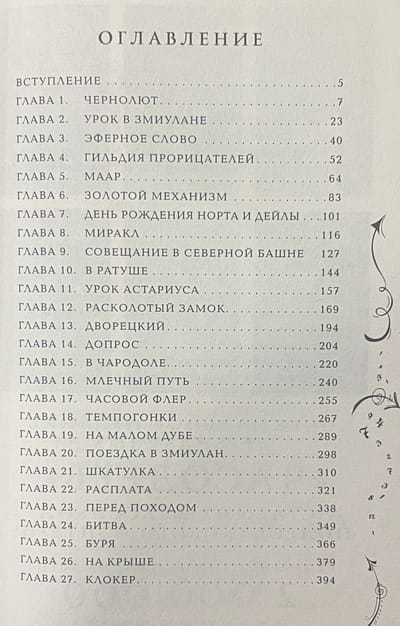 ОГЛАВЛЕНИЕ
ВСТУПЛЕНИЕ . . . . . . . . . . . . . . . . . . . . . . . . . . . . 5
ГЛАВА 1. ЧЕРНОЛЮТ. . . . . . . . . . . . . . . . . . . . . 7
ГЛАВА 2. УРОК В ЗМИУЛАНЕ . . . . . . . . . . . . . . 23
ГЛАВА 3. ЭФЕРНОЕ СЛОВО . . . . . . . . . . . . . . . 40
ГЛАВА 4. ГИЛЬДИЯ ПРОРИЦАТЕЛЕЙ . . . . . . . . 52
ГЛАВА 5. МААР. . . . . . . . . . . . . . . . . . . . . . . . . 64
ГЛАВА 6. ЗОЛОТОЙ МЕХАНИЗМ . . . . . . . . . . . 83
ГЛАВА 7. ДЕНЬ РОЖДЕНИЯ НОРТА И ДЕЙЛЫ . . . 101
ГЛАВА 8. МИРАКЛ . . . . . . . . . . . . . . . . . . . . . . 116
ГЛАВА 9. СОВЕЩАНИЕ В СЕВЕРНОЙ БАШНЕ 127
ГЛАВА 10. В РАТУШЕ . . . . . . . . . . . . . . . . . . . . 144
ГЛАВА 11. УРОК АСТАРИУСА . . . . . . . . . . . . . . 157
ГЛАВА 12. РАСКОЛОТЫЙ ЗАМОК. . . . . . . . . . . . 169
ГЛАВА 13. ДВОРЕЦКИЙ . . . . . . . . . . . . . . . . . . 194
ГЛАВА 14. ДОПРОС . . . . . . . . . . . . . . . . . . . . . 204
ГЛАВА 15. В ЧАРОДОЛЕ . . . . . . . . . . . . . . . . . . 220
ГЛАВА 16. МЛЕЧНЫЙ ПУТЬ . . . . . . . . . . . . . . . 240
ГЛАВА 17. ЧАСОВОЙ ФЛЕР . . . . . . . . . . . . . . . . 255
ГЛАВА 18. ТЕМПОГОНКИ . . . . . . . . . . . . . . . . . 267
ГЛАВА 19. НА МАЛОМ ДУБЕ . . . . . . . . . . . . . . . 289
ГЛАВА 20. ПОЕЗДКА В ЗМИУЛАН. . . . . . . . . . . . 298
ГЛАВА 21. ШКАТУЛКА . . . . . . . . . . . . . . . . . . . 310
ГЛАВА 22. РАСПЛАТА . . . . . . . . . . . . . . . . . . . 321
ГЛАВА 23. ПЕРЕД ПОХОДОМ . . . . . . . . . . . . . . 338
ГЛАВА 24. БИТВА . . . . . . . . . . . . . . . . . . . . . . 349
ГЛАВА 25. БУРЯ . . . . . . . . . . . . . . . . . . . . . . . 366
ГЛАВА 26. НА КРЫШЕ . . . . . . . . . . . . . . . . . . . 379
ГЛАВА 27. КЛОКЕР. . . . . . . . . . . . . . . . . . . . . . 394